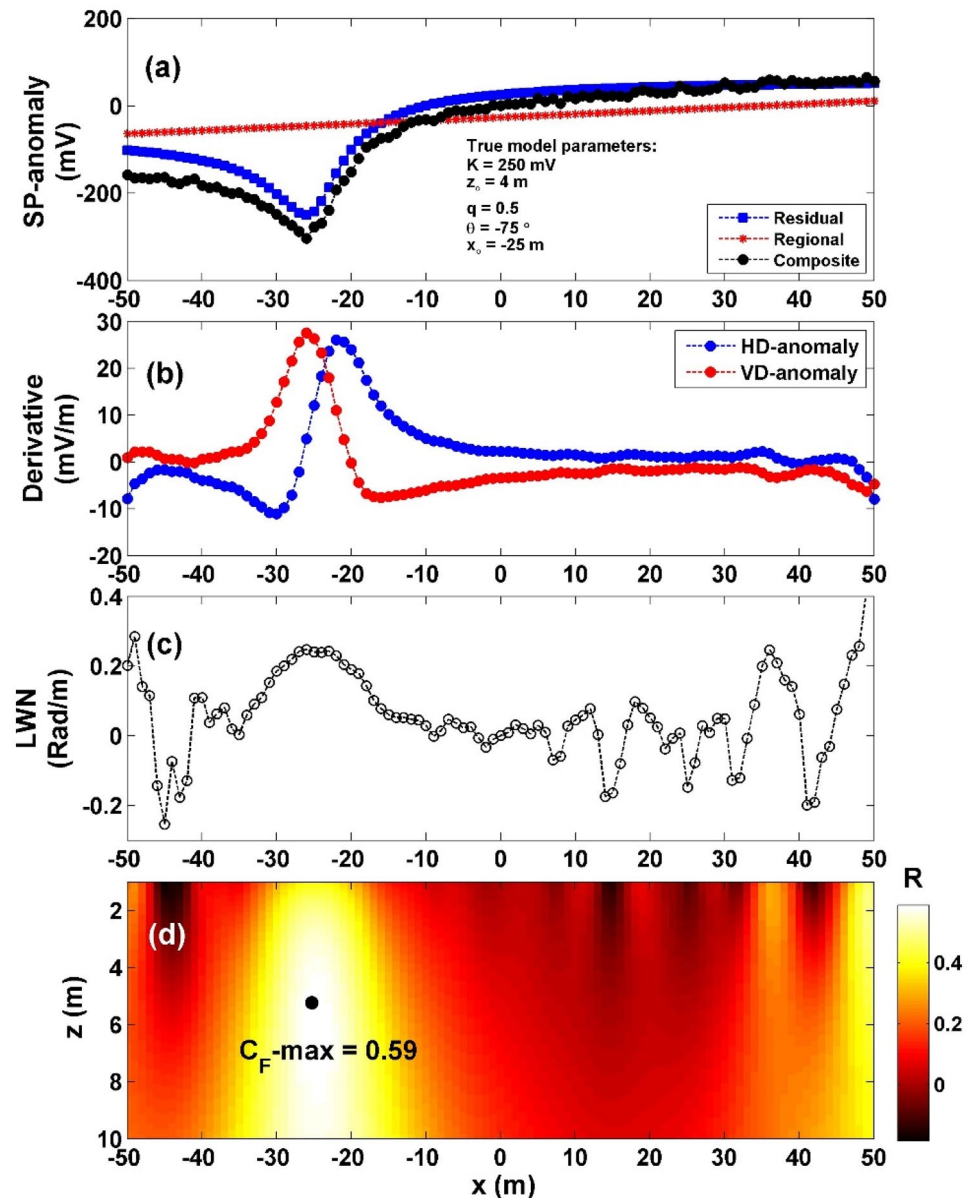 200
0
-200
-400
SP-anomaly
(mV)
(a)
True model parameters:
K = 250 mV
z₀ = 4 m
q = 0.5
θ = -75 °
x₀ = -25 m
Residual
Regional
Composite
-50 -40 -30 -20 -10 0 10 20 30 40 50
30
20
10
0
-10
-20
Derivative
(mV/m)
(b)
HD-anomaly
VD-anomaly
-50 -40 -30 -20 -10 0 10 20 30 40 50
0.4
0.2
0
-0.2
LWN
(Rad/m)
(c)
-50 -40 -30 -20 -10 0 10 20 30 40 50
2
4
6
8
10
z (m)
(d)
C_F-max = 0.59
R
0.4
0.2
0
-50 -40 -30 -20 -10 0 10 20 30 40 50
x (m)